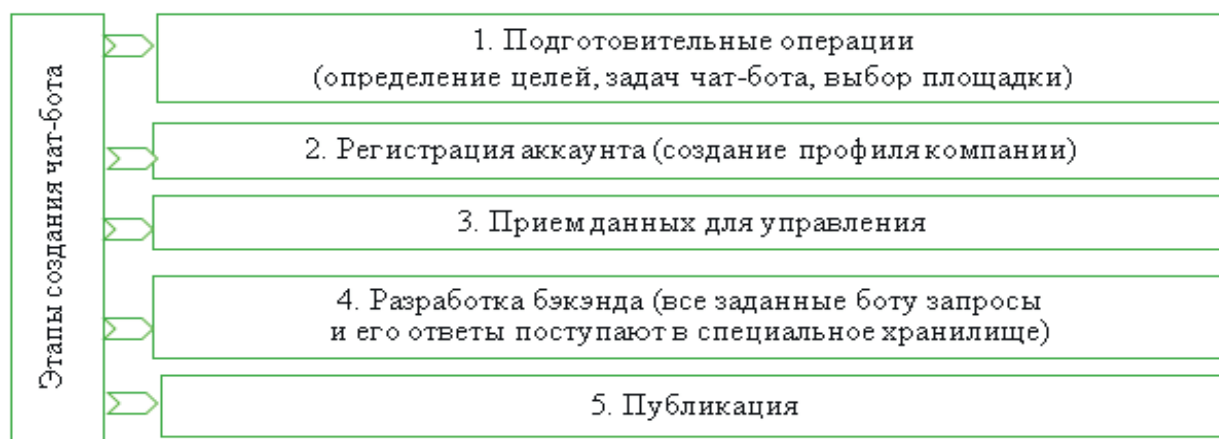 Этапы создания чат-бота
1. Подготовительные операции
(определение целей, задач чат-бота, выбор площадки)
2. Регистрация аккаунта (создание профиля компании)
3. Прием данных для управления
4. Разработка бэкэнда (все заданные боту запросы
и его ответы поступают в специальное хранилище)
5. Публикация